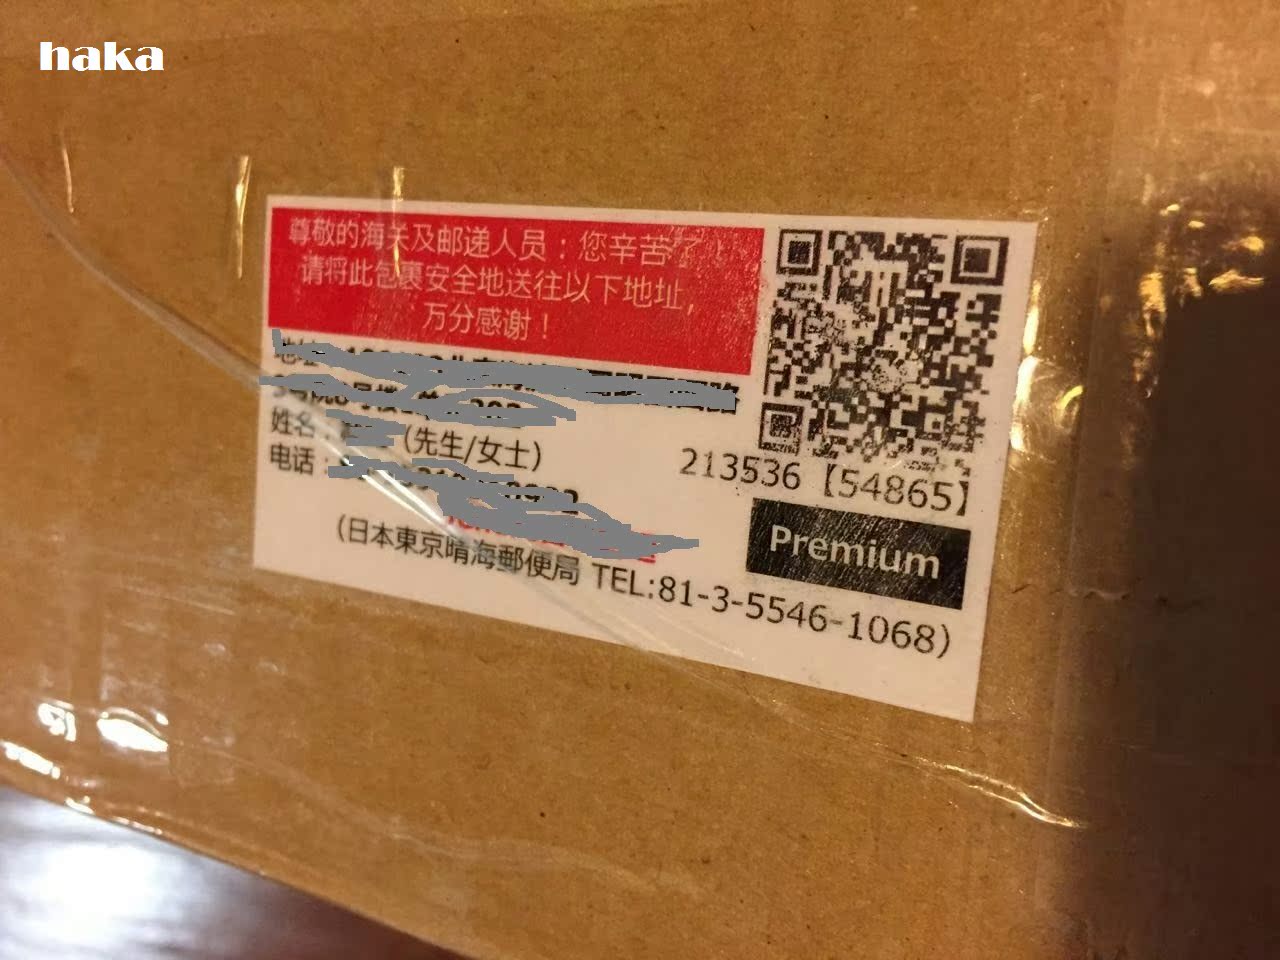 haka
尊敬的海关及邮递人员：您辛苦了！
请将此包裹安全地送往以下地址，
万分感谢！
地址
姓名：（先生/女士）
电话：
213536【54865】
Premium
(日本東京晴海郵便局 TEL:81-3-5546-1068)